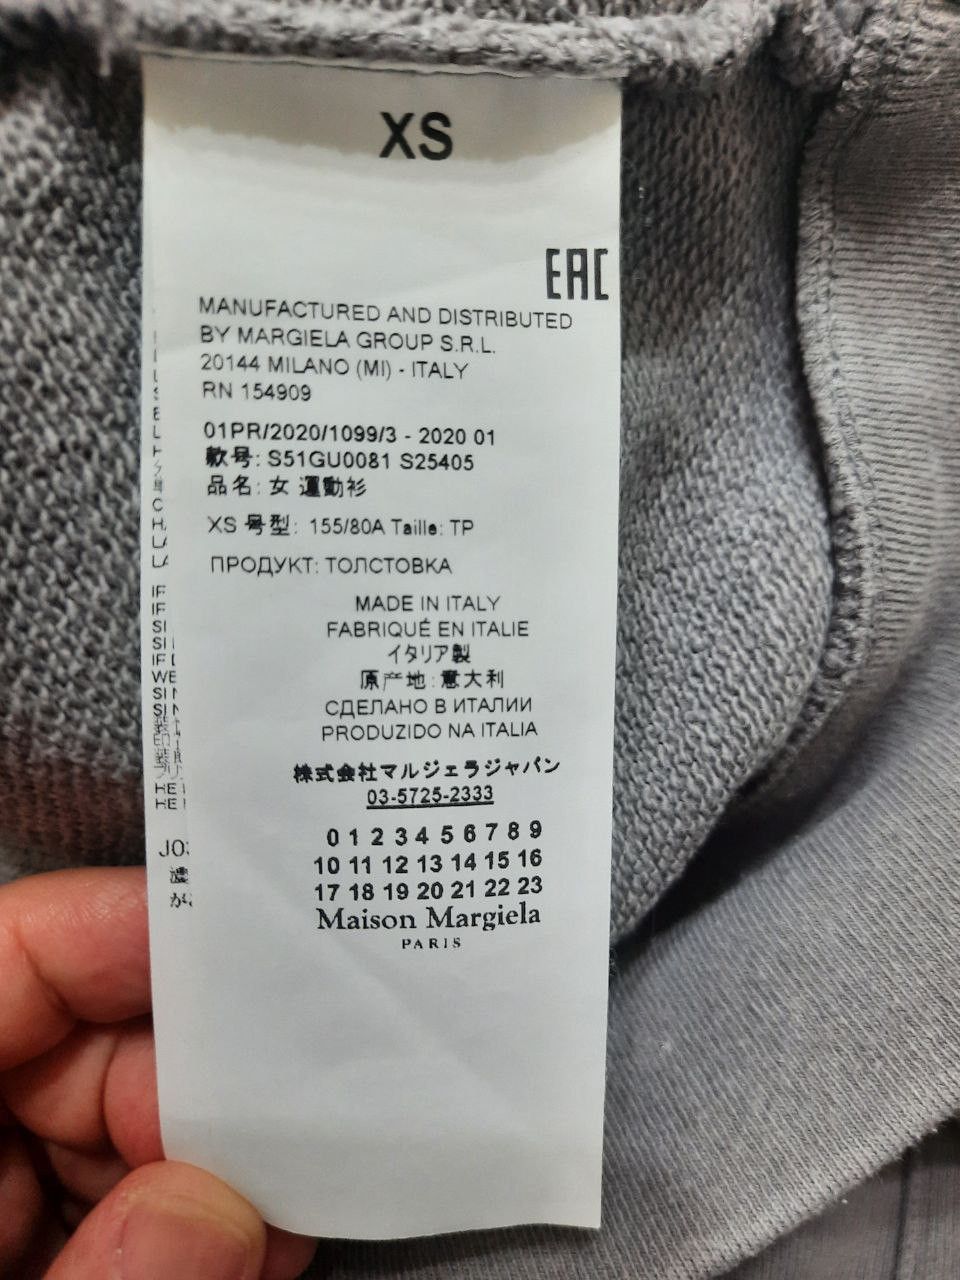 XS
EAC
MANUFACTURED AND DISTRIBUTED
BY MARGIELA GROUP S.R.L.
20144 MILANO (MI) - ITALY
RN 154909
01PR/2020/1099/3 - 2020 01
款号: S51GU0081 S25405
品名: 女 運動衫
XS 号型: 155/80A Taille: TP
ПРОДУКТ: ТОЛСТОВКА
MADE IN ITALY
FABRIQUÉ EN ITALIE
イタリア製
原产地:意大利
СДЕЛАНО В ИТАЛИИ
PRODUZIDO NA ITALIA
株式会社マルジェラジャパン
03-5725-2333
0 1 2 3 4 5 6 7 8 9
10 11 12 13 14 15 16
17 18 19 20 21 22 23
Maison Margiela
PARIS